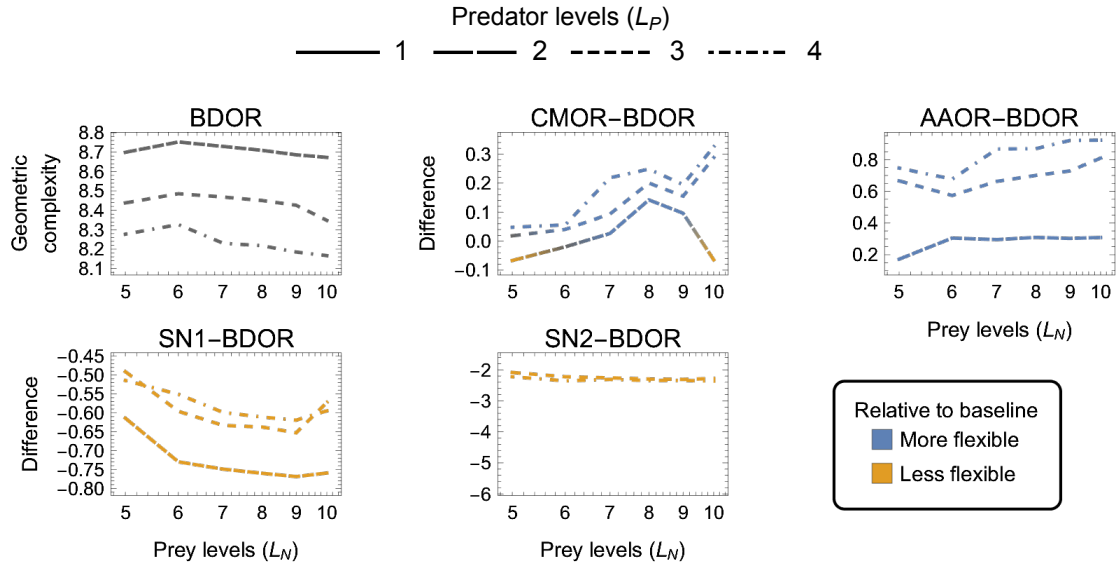 Predator levels (L_P)
1 2 3 4
BDOR
Geometric complexity
8.8
8.7
8.6
8.5
8.4
8.3
8.2
8.1
5 6 7 8 9 10
CMOR−BDOR
Difference
0.3
0.2
0.1
0.0
−0.1
5 6 7 8 9 10
AAOR−BDOR
0.8
0.6
0.4
0.2
5 6 7 8 9 10
Prey levels (L_N)
SN1−BDOR
Difference
−0.45
−0.50
−0.55
−0.60
−0.65
−0.70
−0.75
−0.80
5 6 7 8 9 10
Prey levels (L_N)
SN2−BDOR
−2
−3
−4
−5
−6
5 6 7 8 9 10
Prey levels (L_N)
Relative to baseline
More flexible
Less flexible